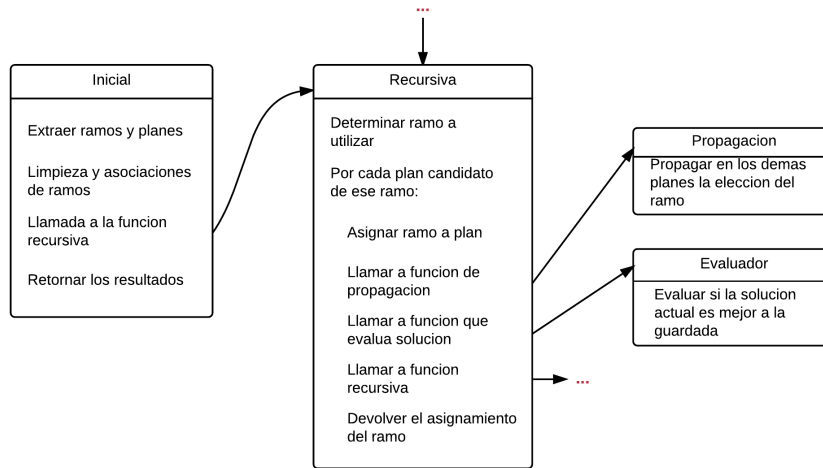 ...
Inicial
Extraer ramos y planes
Limpieza y asociaciones
de ramos
Llamada a la funcion
recursiva
Retornar los resultados
Recursiva
Determinar ramo a
utilizar
Por cada plan candidato
de ese ramo:
Asignar ramo a plan
Llamar a funcion de
propagacion
Llamar a funcion que
evalua solucion
Llamar a funcion
recursiva
Devolver el asignamiento
del ramo
Propagacion
Propagar en los demas
planes la eleccion del
ramo
Evaluador
Evaluar si la solucion
actual es mejor a la
guardada
...